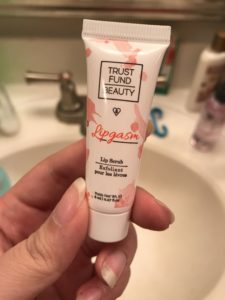 TRUST
FUND
BEAUTY
Lipgasm
Lip Scrub
Exfoliant
pour les lèvres